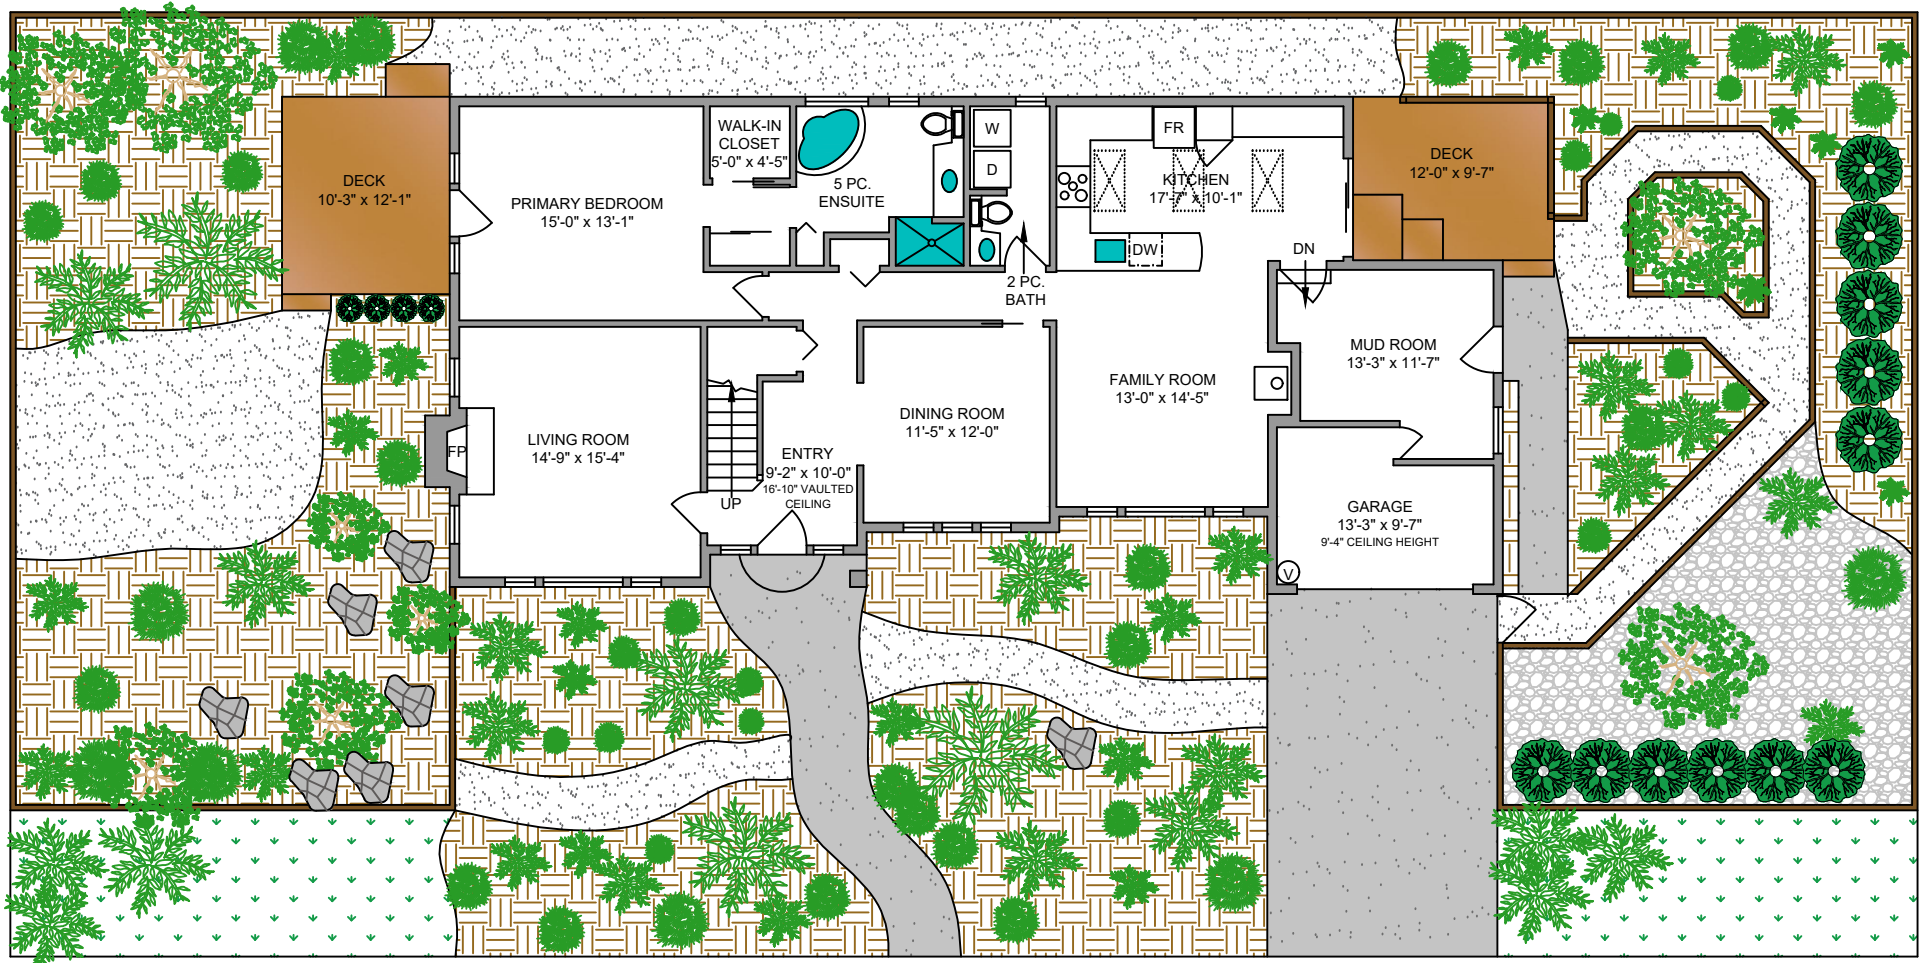 WALK-IN
CLOSET
5'-0" x 4'-5"
W
D
FR
DECK
10'-3" x 12'-1"
PRIMARY BEDROOM
15'-0" x 13'-1"
5 PC.
ENSUITE
KITCHEN
17'-7" x 10'-1"
DECK
12'-0" x 9'-7"
DW
DN
2 PC.
BATH
MUD ROOM
13'-3" x 11'-7"
FAMILY ROOM
13'-0" x 14'-5"
DINING ROOM
11'-5" x 12'-0"
LIVING ROOM
14'-9" x 15'-4"
FP
ENTRY
9'-2" x 10'-0"
16'-10" VAULTED
CEILING
UP
GARAGE
13'-3" x 9'-7"
9'-4" CEILING HEIGHT
V